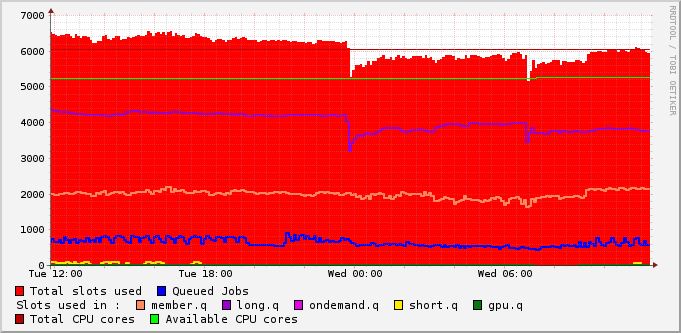 7000
6000
5000
4000
3000
2000
1000
0
Tue 12:00 Tue 18:00 Wed 00:00 Wed 06:00
Total slots used Queued Jobs
Slots used in : member.q long.q ondemand.q short.q gpu.q
Total CPU cores Available CPU cores
RRDTOOL / TOBI OETIKER